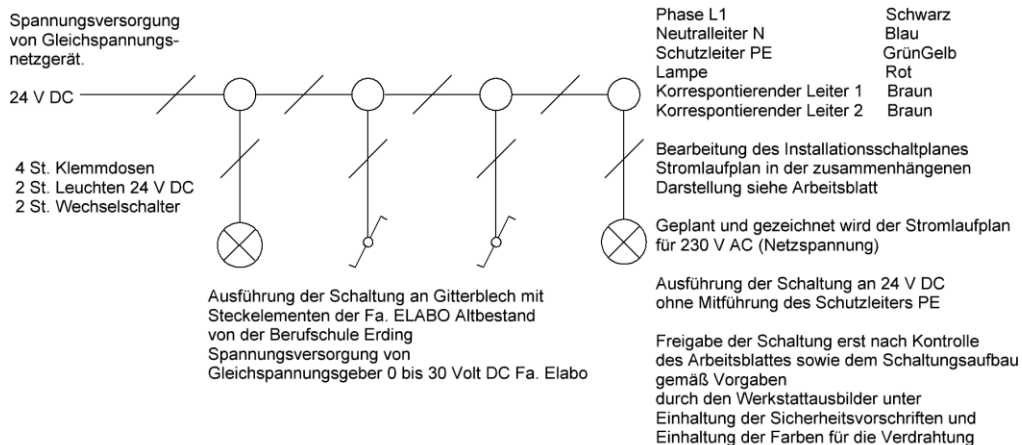 Spannungsversorgung
von Gleichspannungs-
netzgerät.
24 V DC
4 St. Klemmdosen
2 St. Leuchten 24 V DC
2 St. Wechselschalter
Ausführung der Schaltung an Gitterblech mit
Steckelementen der Fa. ELABO Altbestand
von der Berufschule Erding
Spannungsversorgung von
Gleichspannungsgeber 0 bis 30 Volt DC Fa. Elabo
Phase L1 Schwarz
Neutralleiter N Blau
Schutzleiter PE GrünGelb
Lampe Rot
Korrespontierender Leiter 1 Braun
Korrespontierender Leiter 2 Braun
Bearbeitung des Installationsschaltplanes
Stromlaufplan in der zusammenhängenen
Darstellung siehe Arbeitsblatt
Geplant und gezeichnet wird der Stromlaufplan
für 230 V AC (Netzspannung)
Ausführung der Schaltung an 24 V DC
ohne Mitführung des Schutzleiters PE
Freigabe der Schaltung erst nach Kontrolle
des Arbeitsblattes sowie dem Schaltungsaufbau
gemäß Vorgaben
durch den Werkstattausbilder unter
Einhaltung der Sicherheitsvorschriften und
Einhaltung der Farben für die Verdrahtung